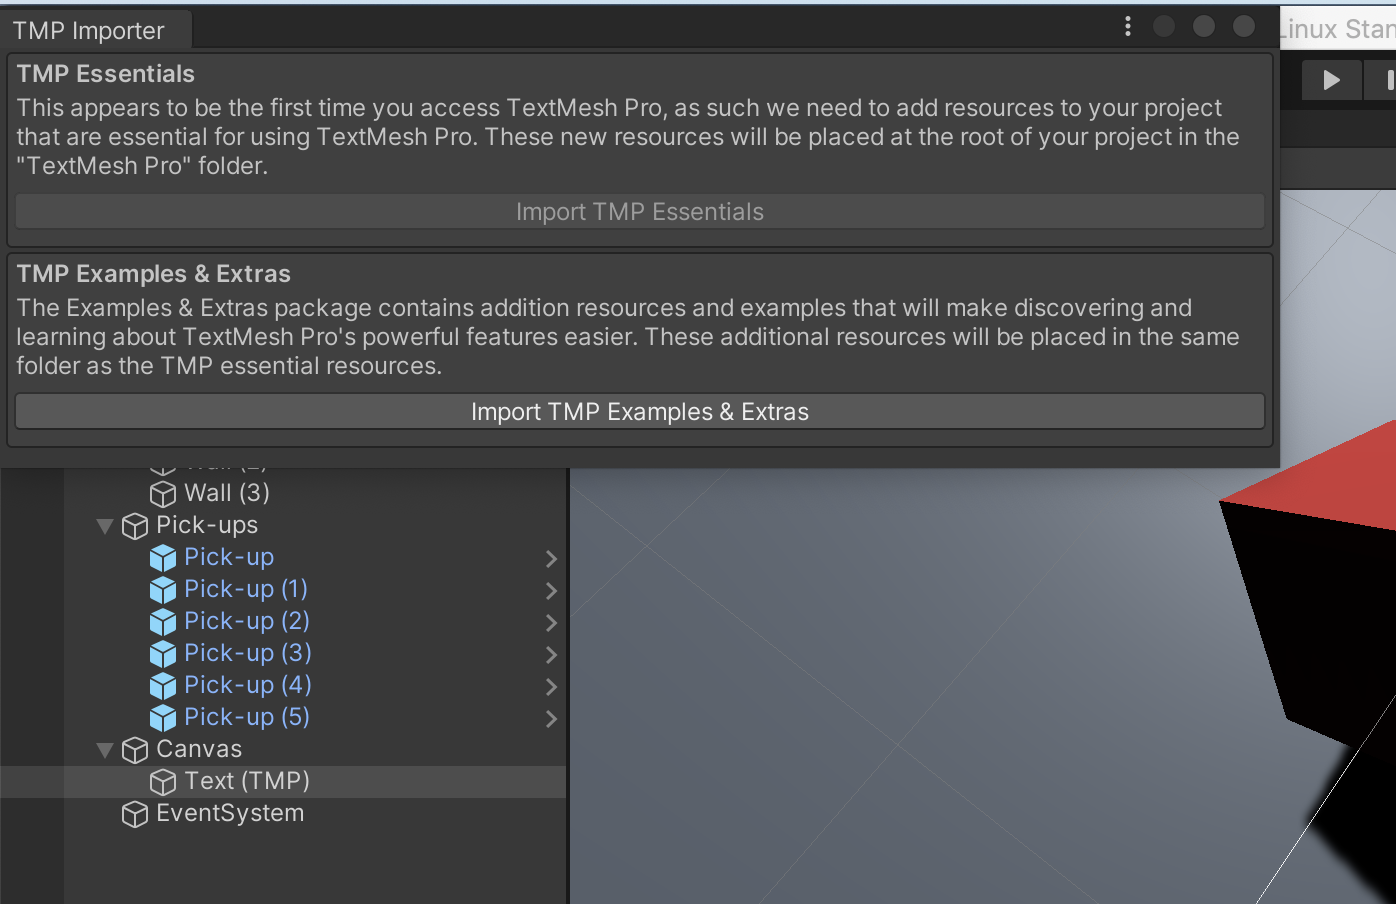 TMP Importer
Linux Stan
TMP Essentials
This appears to be the first time you access TextMesh Pro, as such we need to add resources to your project
that are essential for using TextMesh Pro. These new resources will be placed at the root of your project in the
"TextMesh Pro" folder.
Import TMP Essentials
TMP Examples & Extras
The Examples & Extras package contains addition resources and examples that will make discovering and
learning about TextMesh Pro's powerful features easier. These additional resources will be placed in the same
folder as the TMP essential resources.
Import TMP Examples & Extras
Wall (3)
Pick-ups
Pick-up
Pick-up (1)
Pick-up (2)
Pick-up (3)
Pick-up (4)
Pick-up (5)
Canvas
Text (TMP)
EventSystem